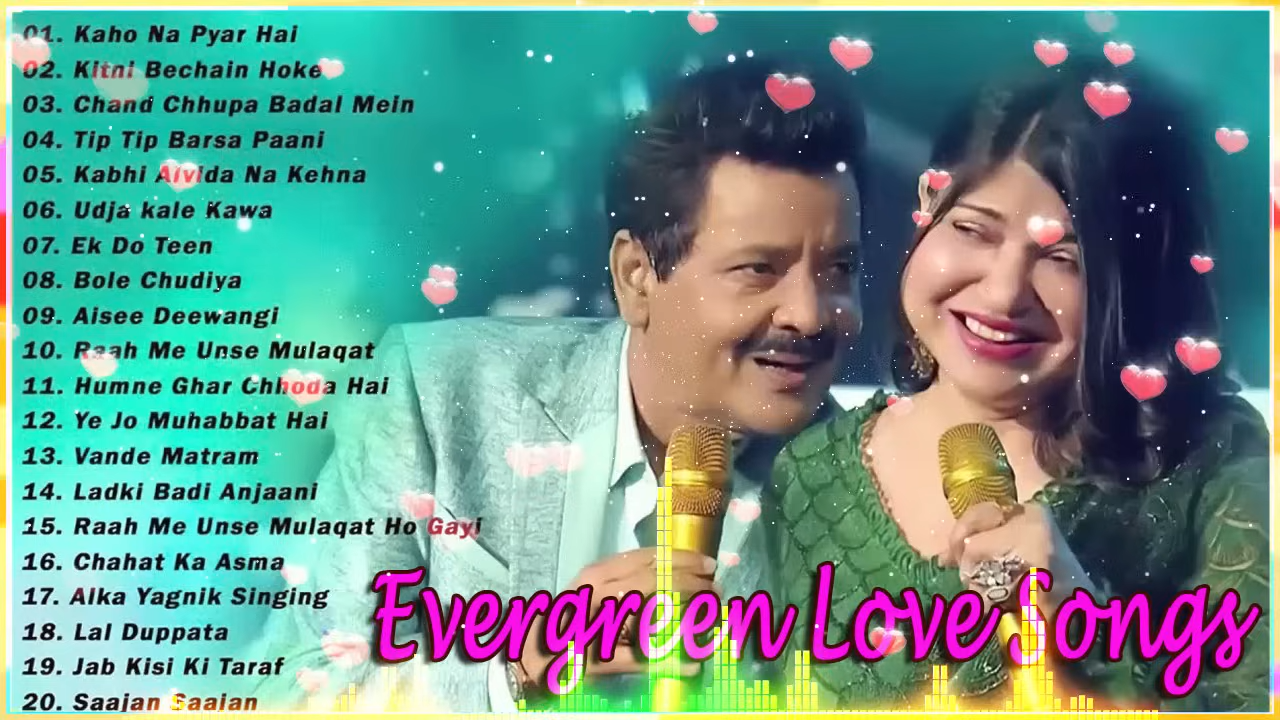 01. Kaho Na Pyar Hai
02. Kitni Bechain Hoke
03. Chand Chhupa Badal Mein
04. Tip Tip Barsa Paani
05. Kabhi Alvida Na Kehna
06. Udja kale Kawa
07. Ek Do Teen
08. Bole Chudiya
09. Aisee Deewangi
10. Raah Me Unse Mulaqat
11. Humne Ghar Chhoda Hai
12. Ye Jo Muhabbat Hai
13. Vande Matram
14. Ladki Badi Anjaani
15. Raah Me Unse Mulaqat Ho Gayi
16. Chahat Ka Asma
17. Alka Yagnik Singing
18. Lal Duppata
19. Jab Kisi Ki Taraf
20. Saajan Saajan
Evergreen Love Songs